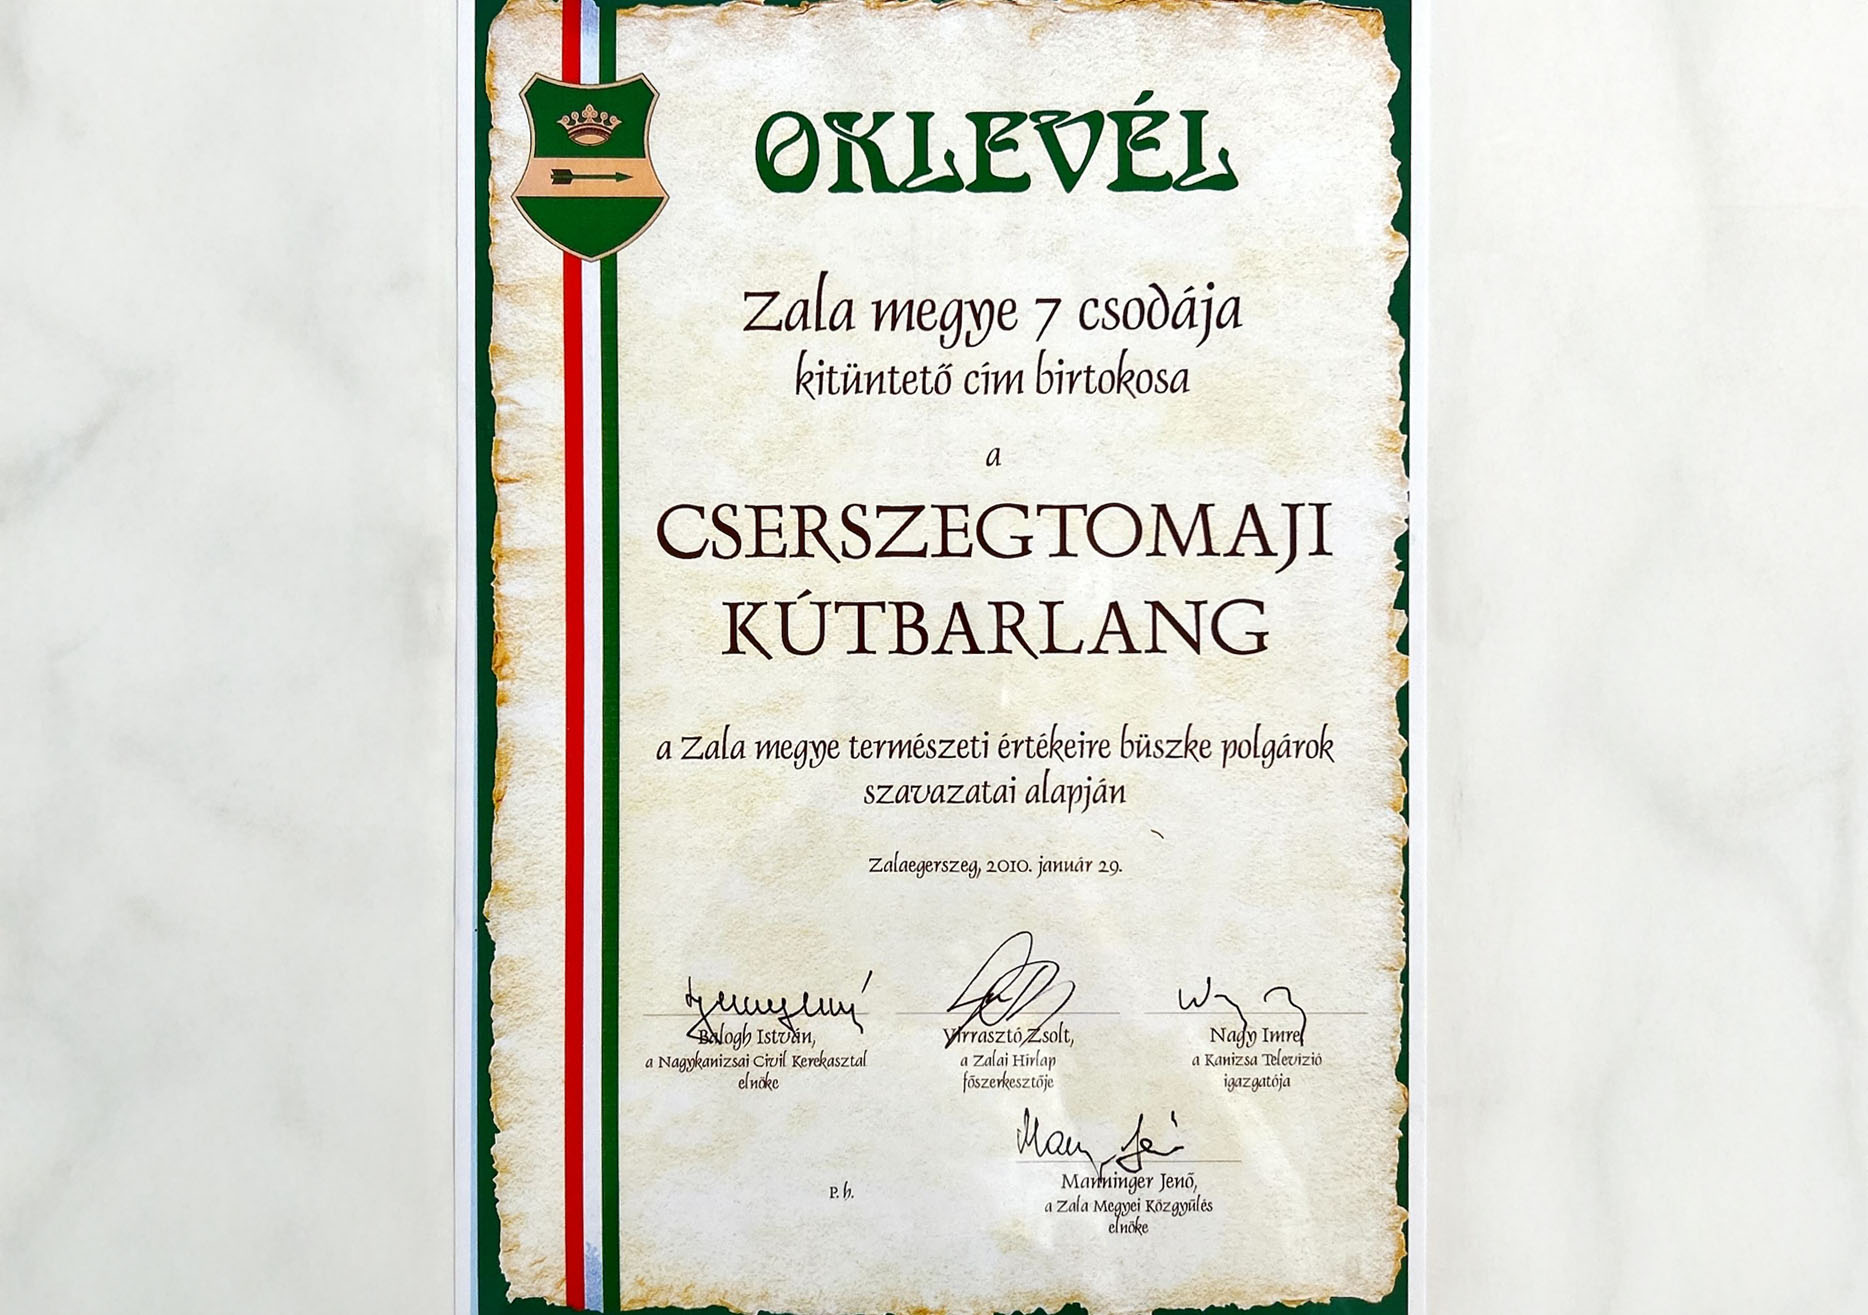 OKLEVÉL
Zala megye 7 csodája
kitüntető cím birtokosa
a
CSERSZEGTOMAJI
KÚTBARLANG
a Zala megye természeti értékeire büszke polgárok
szavazatai alapján
Zalaegerszeg, 2010. január 29.
Balogh István,
a Nagykanizsai Civil Kerekasztal
elnöke
Virrasztó Zsolt,
a Zalai Hírlap
főszerkesztője
Nagy Imre
a Kanizsa Televízió
igazgatója
Manninger Jenő,
a Zala Megyei Közgyűlés
elnöke
P. h.